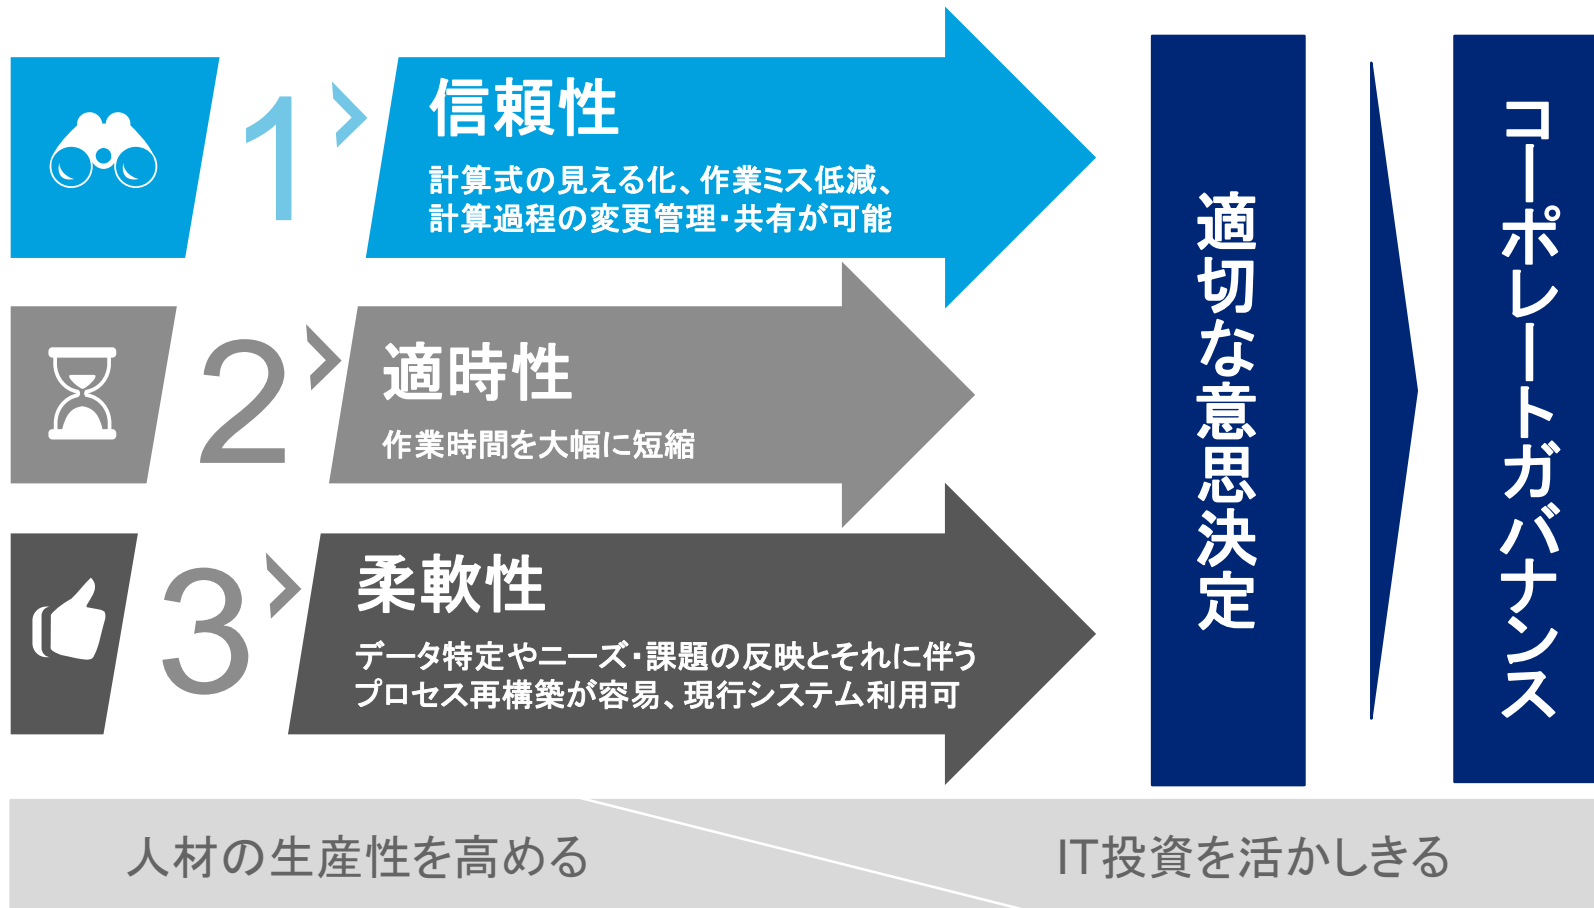 1
信頼性
計算式の見える化、作業ミス低減、
計算過程の変更管理・共有が可能
2
適時性
作業時間を大幅に短縮
3
柔軟性
データ特定やニーズ・課題の反映とそれに伴う
プロセス再構築が容易、現行システム利用可
適切な意思決定
コーポレートガバナンス
人材の生産性を高める
IT投資を活かしきる